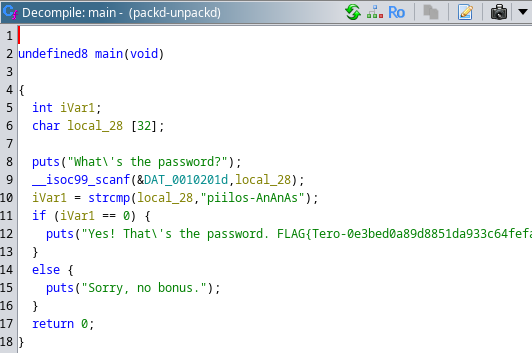 Decompile: main - (packd-unpackd)
1
2 undefined8 main(void)
3
4 {
5 int iVar1;
6 char local_28 [32];
7
8 puts("What\'s the password?");
9 __isoc99_scanf(&DAT_0010201d,local_28);
10 iVar1 = strcmp(local_28,"piilos-AnAnAs");
11 if (iVar1 == 0) {
12 puts("Yes! That\'s the password. FLAG{Tero-0e3bed0a89d8851da933c64fefa
13 }
14 else {
15 puts("Sorry, no bonus.");
16 }
17 return 0;
18 }